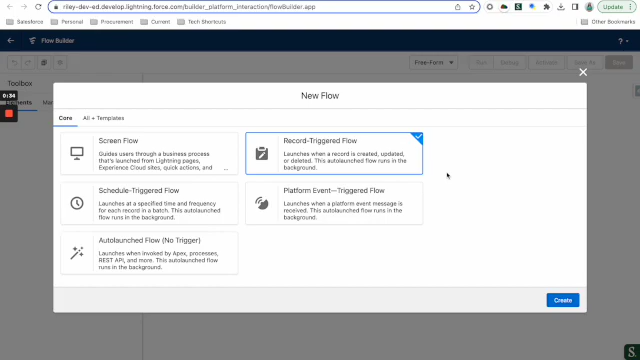 riley-dev-ed.develop.lightning.force.com/builder_platform_interaction/flowBuilder.app
Update
Salesforce
Personal
Procurement
Current
Tech Shortcuts
Other Bookmarks
Flow Builder
?
Free-Form
Run
Debug
Activate
Save As
Save
Toolbox
Elements
0:34
New Flow
Core
All + Templates
Screen Flow
Guides users through a business process
that's launched from Lightning pages,
Experience Cloud sites, quick actions, and
...
Record-Triggered Flow
Launches when a record is created, updated,
or deleted. This autolaunched flow runs in the
background.
Schedule-Triggered Flow
Launches at a specified time and frequency
for each record in a batch. This autolaunched
flow runs in the background.
Platform Event—Triggered Flow
Launches when a platform event message is
received. This autolaunched flow runs in the
background.
Autolaunched Flow (No Trigger)
Launches when invoked by Apex, processes,
REST API, and more. This autolaunched
flow runs in the background.
Create
S